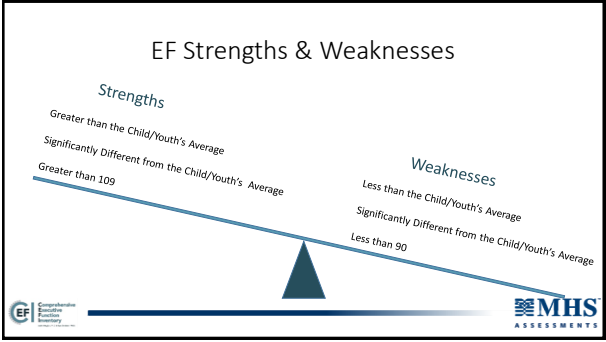 EF Strengths & Weaknesses
Strengths
Greater than the Child/Youth's Average
Significantly Different from the Child/Youth's Average
Greater than 109
Weaknesses
Less than the Child/Youth's Average
Significantly Different from the Child/Youth's Average
Less than 90
CEFI
Comprehensive
Executive
Function
Inventory
MHS
ASSESSMENTS